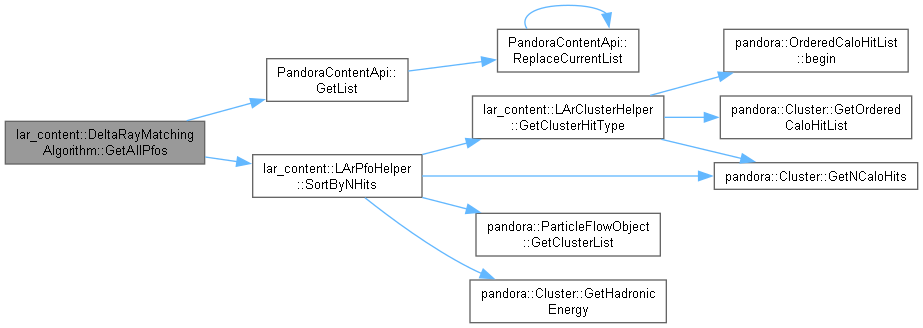 lar_content::DeltaRayMatching
Algorithm::GetAllPfos
PandoraContentApi::
GetList
PandoraContentApi::
ReplaceCurrentList
lar_content::LArPfoHelper
::SortByNHits
lar_content::LArClusterHelper
::GetClusterHitType
pandora::OrderedCaloHitList
::begin
pandora::Cluster::GetOrdered
CaloHitList
pandora::Cluster::GetNCaloHits
pandora::ParticleFlowObject
::GetClusterList
pandora::Cluster::GetHadronic
Energy